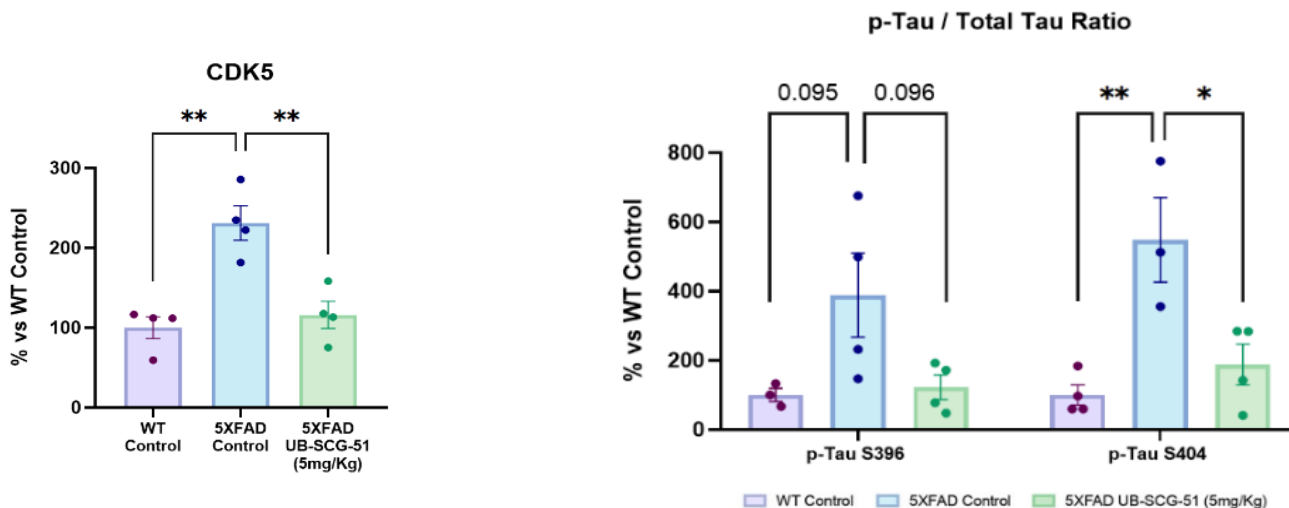 CDK5
** **
300
200
100
0
% vs WT Control
WT
Control
5XFAD
Control
5XFAD
UB-SCG-51
(5mg/Kg)
p-Tau / Total Tau Ratio
0.095 0.096 ** *
800
600
400
200
0
% vs WT Control
p-Tau S396 p-Tau S404
WT Control 5XFAD Control 5XFAD UB-SCG-51 (5mg/Kg)